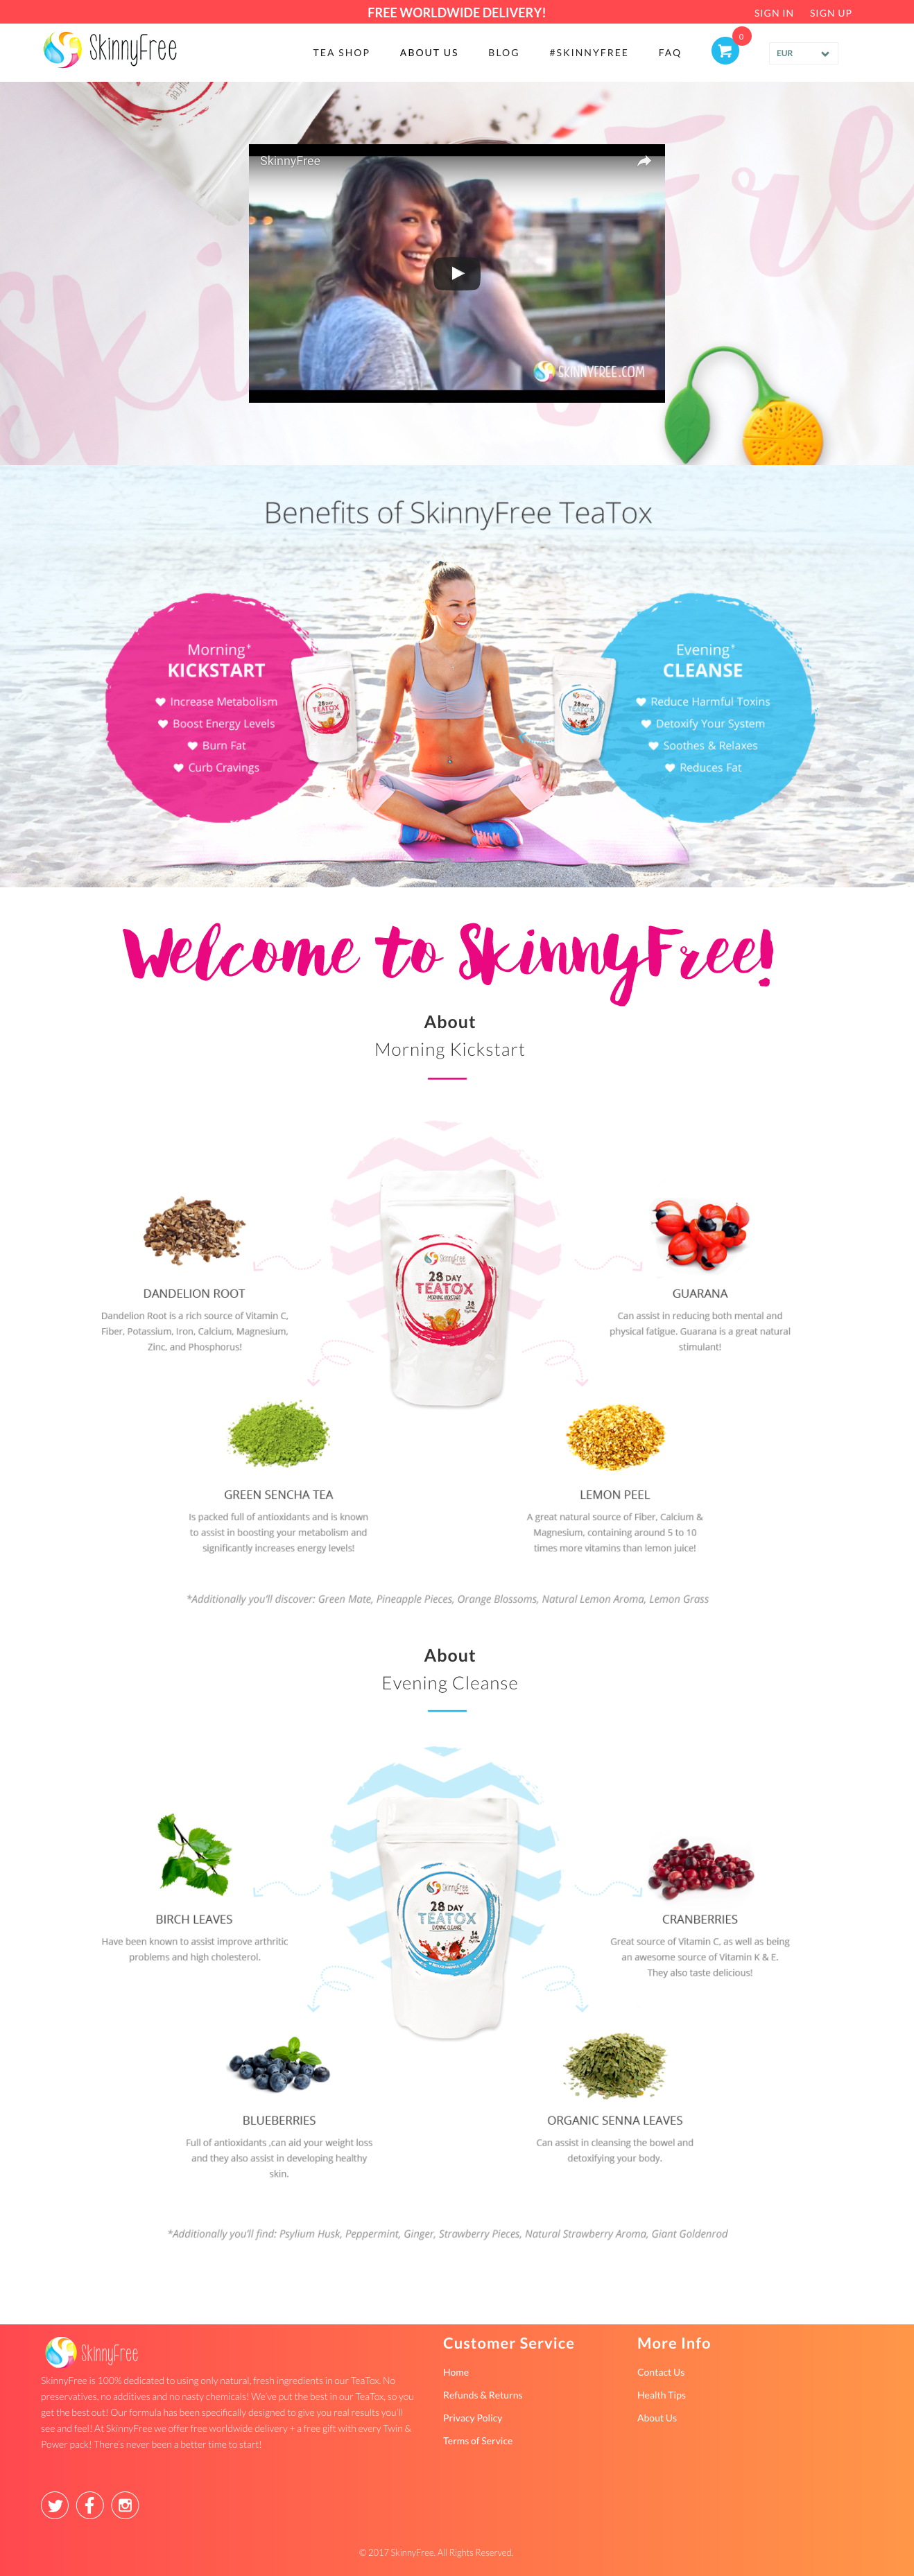 FREE WORLDWIDE DELIVERY!
SIGN IN SIGN UP
SkinnyFree
TEA SHOP ABOUT US BLOG #SKINNYFREE FAQ 0 EUR
SkinnyFree
SKINNYFREE.COM
Benefits of SkinnyFree TeaTox
Morning*
KICKSTART
Increase Metabolism
Boost Energy Levels
Burn Fat
Curb Cravings
28 DAY
TEATOX
28 DAY
TEATOX
Evening*
CLEANSE
Reduce Harmful Toxins
Detoxify Your System
Soothes & Relaxes
Reduces Fat
Welcome to SkinnyFree!
About
Morning Kickstart
SkinnyFree
28 DAY
TEATOX
MORNING KICKSTART
28
DANDELION ROOT
Dandelion Root is a rich source of Vitamin C,
Fiber, Potassium, Iron, Calcium, Magnesium,
Zinc, and Phosphorus!
GUARANA
Can assist in reducing both mental and
physical fatigue. Guarana is a great natural
stimulant!
GREEN SENCHA TEA
Is packed full of antioxidants and is known
to assist in boosting your metabolism and
significantly increases energy levels!
LEMON PEEL
A great natural source of Fiber, Calcium &
Magnesium, containing around 5 to 10
times more vitamins than lemon juice!
*Additionally you'll discover: Green Mate, Pineapple Pieces, Orange Blossoms, Natural Lemon Aroma, Lemon Grass
About
Evening Cleanse
SkinnyFree
28 DAY
TEATOX
EVENING CLEANSE
14
BIRCH LEAVES
Have been known to assist improve arthritic
problems and high cholesterol.
CRANBERRIES
Great source of Vitamin C, as well as being
an awesome source of Vitamin K & E.
They also taste delicious!
BLUEBERRIES
Full of antioxidants ,can aid your weight loss
and they also assist in developing healthy
skin.
ORGANIC SENNA LEAVES
Can assist in cleansing the bowel and
detoxifying your body.
*Additionally you'll find: Psylium Husk, Peppermint, Ginger, Strawberry Pieces, Natural Strawberry Aroma, Giant Goldenrod
SkinnyFree
SkinnyFree is 100% dedicated to using only natural, fresh ingredients in our TeaTox. No
preservatives, no additives and no nasty chemicals! We've put the best in our TeaTox, so you
get the best out! Our formula has been specifically designed to give you real results you'll
see and feel! At SkinnyFree we offer free worldwide delivery + a free gift with every Twin &
Power pack! There's never been a better time to start!
Customer Service
Home
Refunds & Returns
Privacy Policy
Terms of Service
More Info
Contact Us
Health Tips
About Us
© 2017 SkinnyFree. All Rights Reserved.